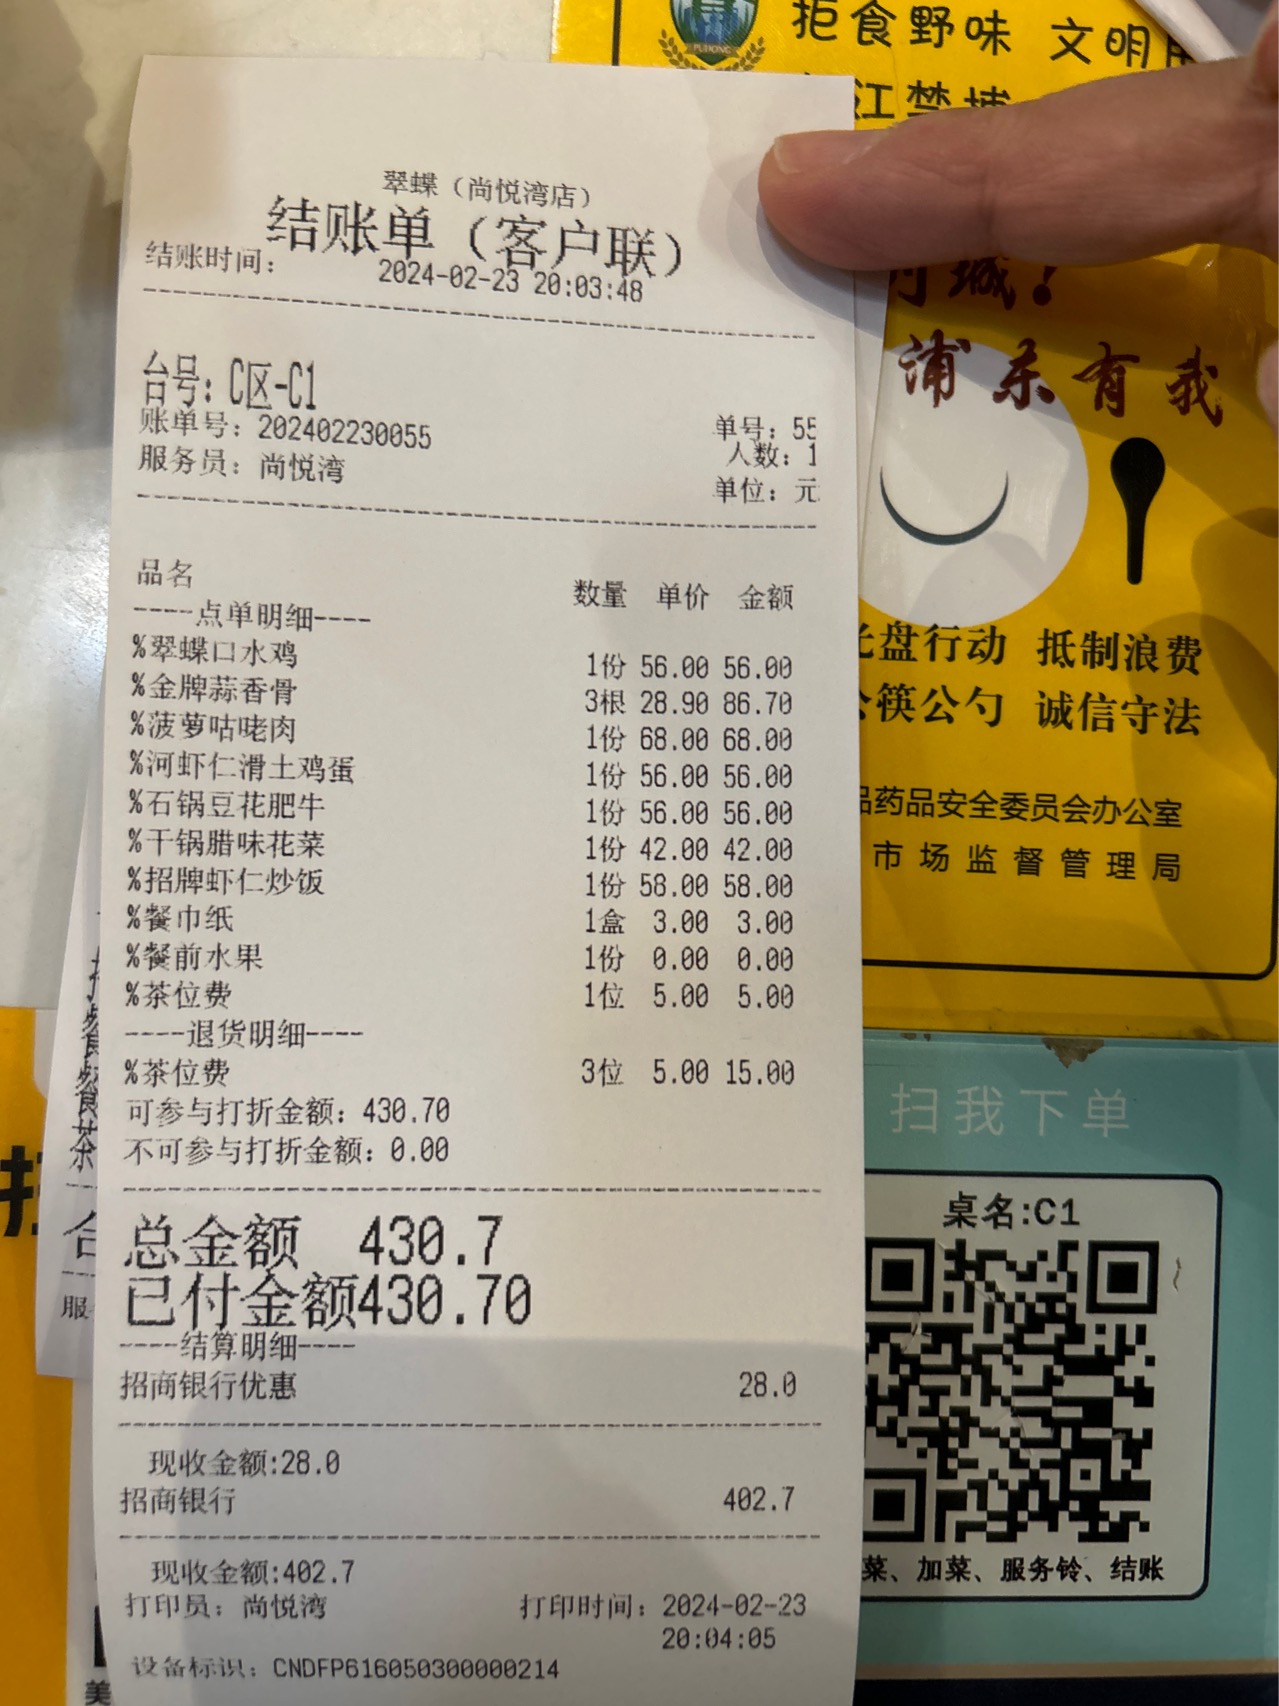 翠蝶（尚悦湾店）
结账单（客户联）
结账时间： 2024-02-23 20:03:48
台号：C区-C1
账单号：202402230055 单号：55
服务员：尚悦湾 人数：1
单位：元
品名 数量 单价 金额
----点单明细----
%翠蝶口水鸡 1份 56.00 56.00
%金牌蒜香骨 3根 28.90 86.70
%菠萝咕咾肉 1份 68.00 68.00
%河虾仁滑土鸡蛋 1份 56.00 56.00
%石锅豆花肥牛 1份 56.00 56.00
%干锅腊味花菜 1份 42.00 42.00
%招牌虾仁炒饭 1份 58.00 58.00
%餐巾纸 1盒 3.00 3.00
%餐前水果 1份 0.00 0.00
%茶位费 1位 5.00 5.00
----退货明细----
%茶位费 3位 5.00 15.00
可参与打折金额：430.70
不可参与打折金额：0.00
总金额 430.7
已付金额430.70
----结算明细----
招商银行优惠 28.0
现收金额:28.0
招商银行 402.7
现收金额:402.7
打印员：尚悦湾 打印时间：2024-02-23
20:04:05
设备标识：CNDFP616050300000214
拒食野味 文明用
江禁捕
浦东有我
光盘行动 抵制浪费
公筷公勺 诚信守法
品药品安全委员会办公室
市场监督管理局
扫我下单
桌名:C1
菜、加菜、服务铃、结账